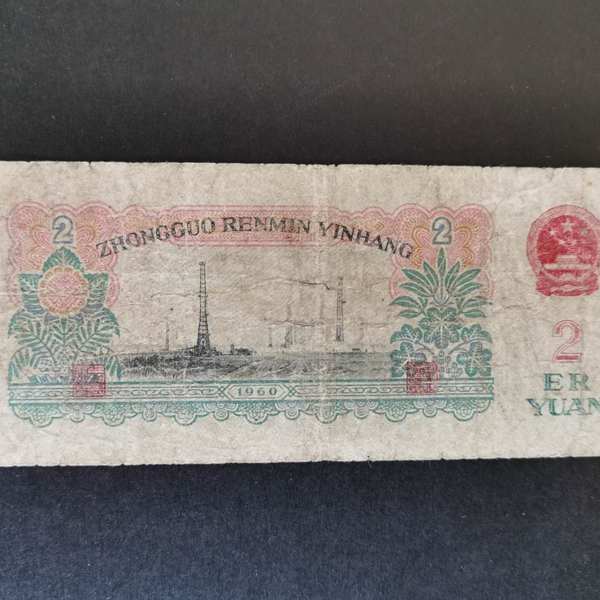 2
ZHONGGUO RENMIN YINHANG
2
1960
2
ER
YUAN